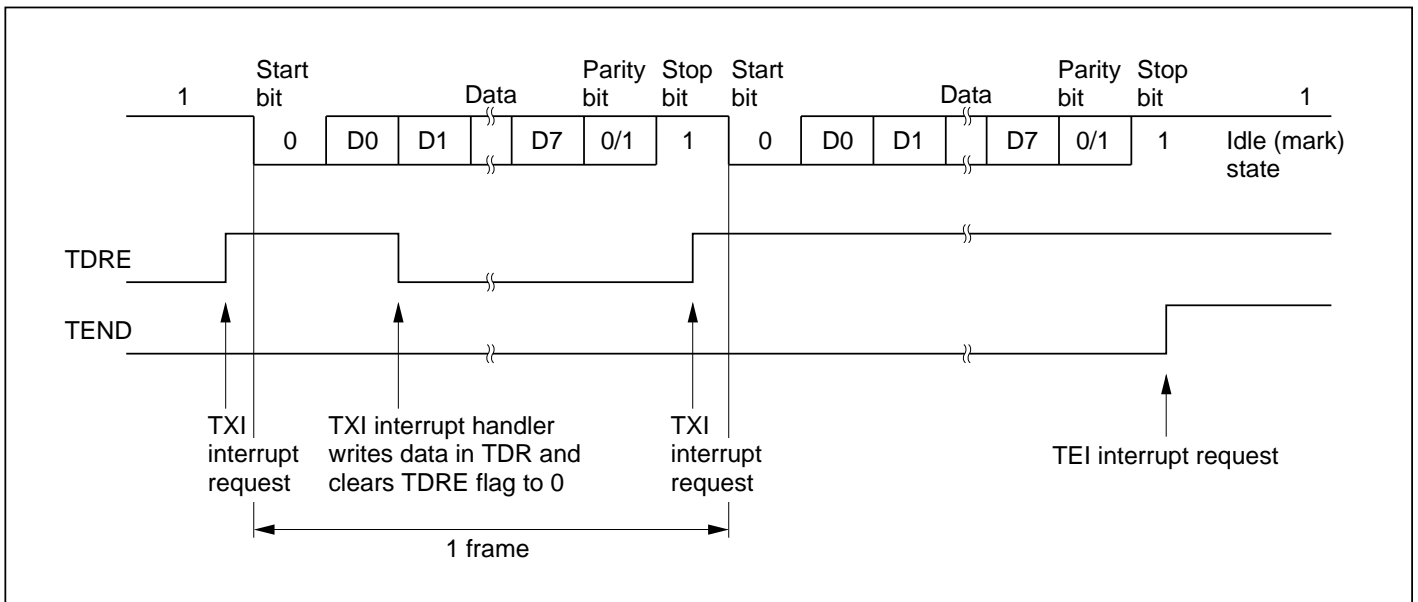 Start bit
Data
Parity bit
Stop bit
Start bit
Data
Parity bit
Stop bit
1
1
0
D0
D1
D7
0/1
1
0
D0
D1
D7
0/1
1
Idle (mark)
state
TDRE
TEND
TXI
interrupt
request
TXI interrupt handler
writes data in TDR and
clears TDRE flag to 0
TXI
interrupt
request
TEI interrupt request
1 frame